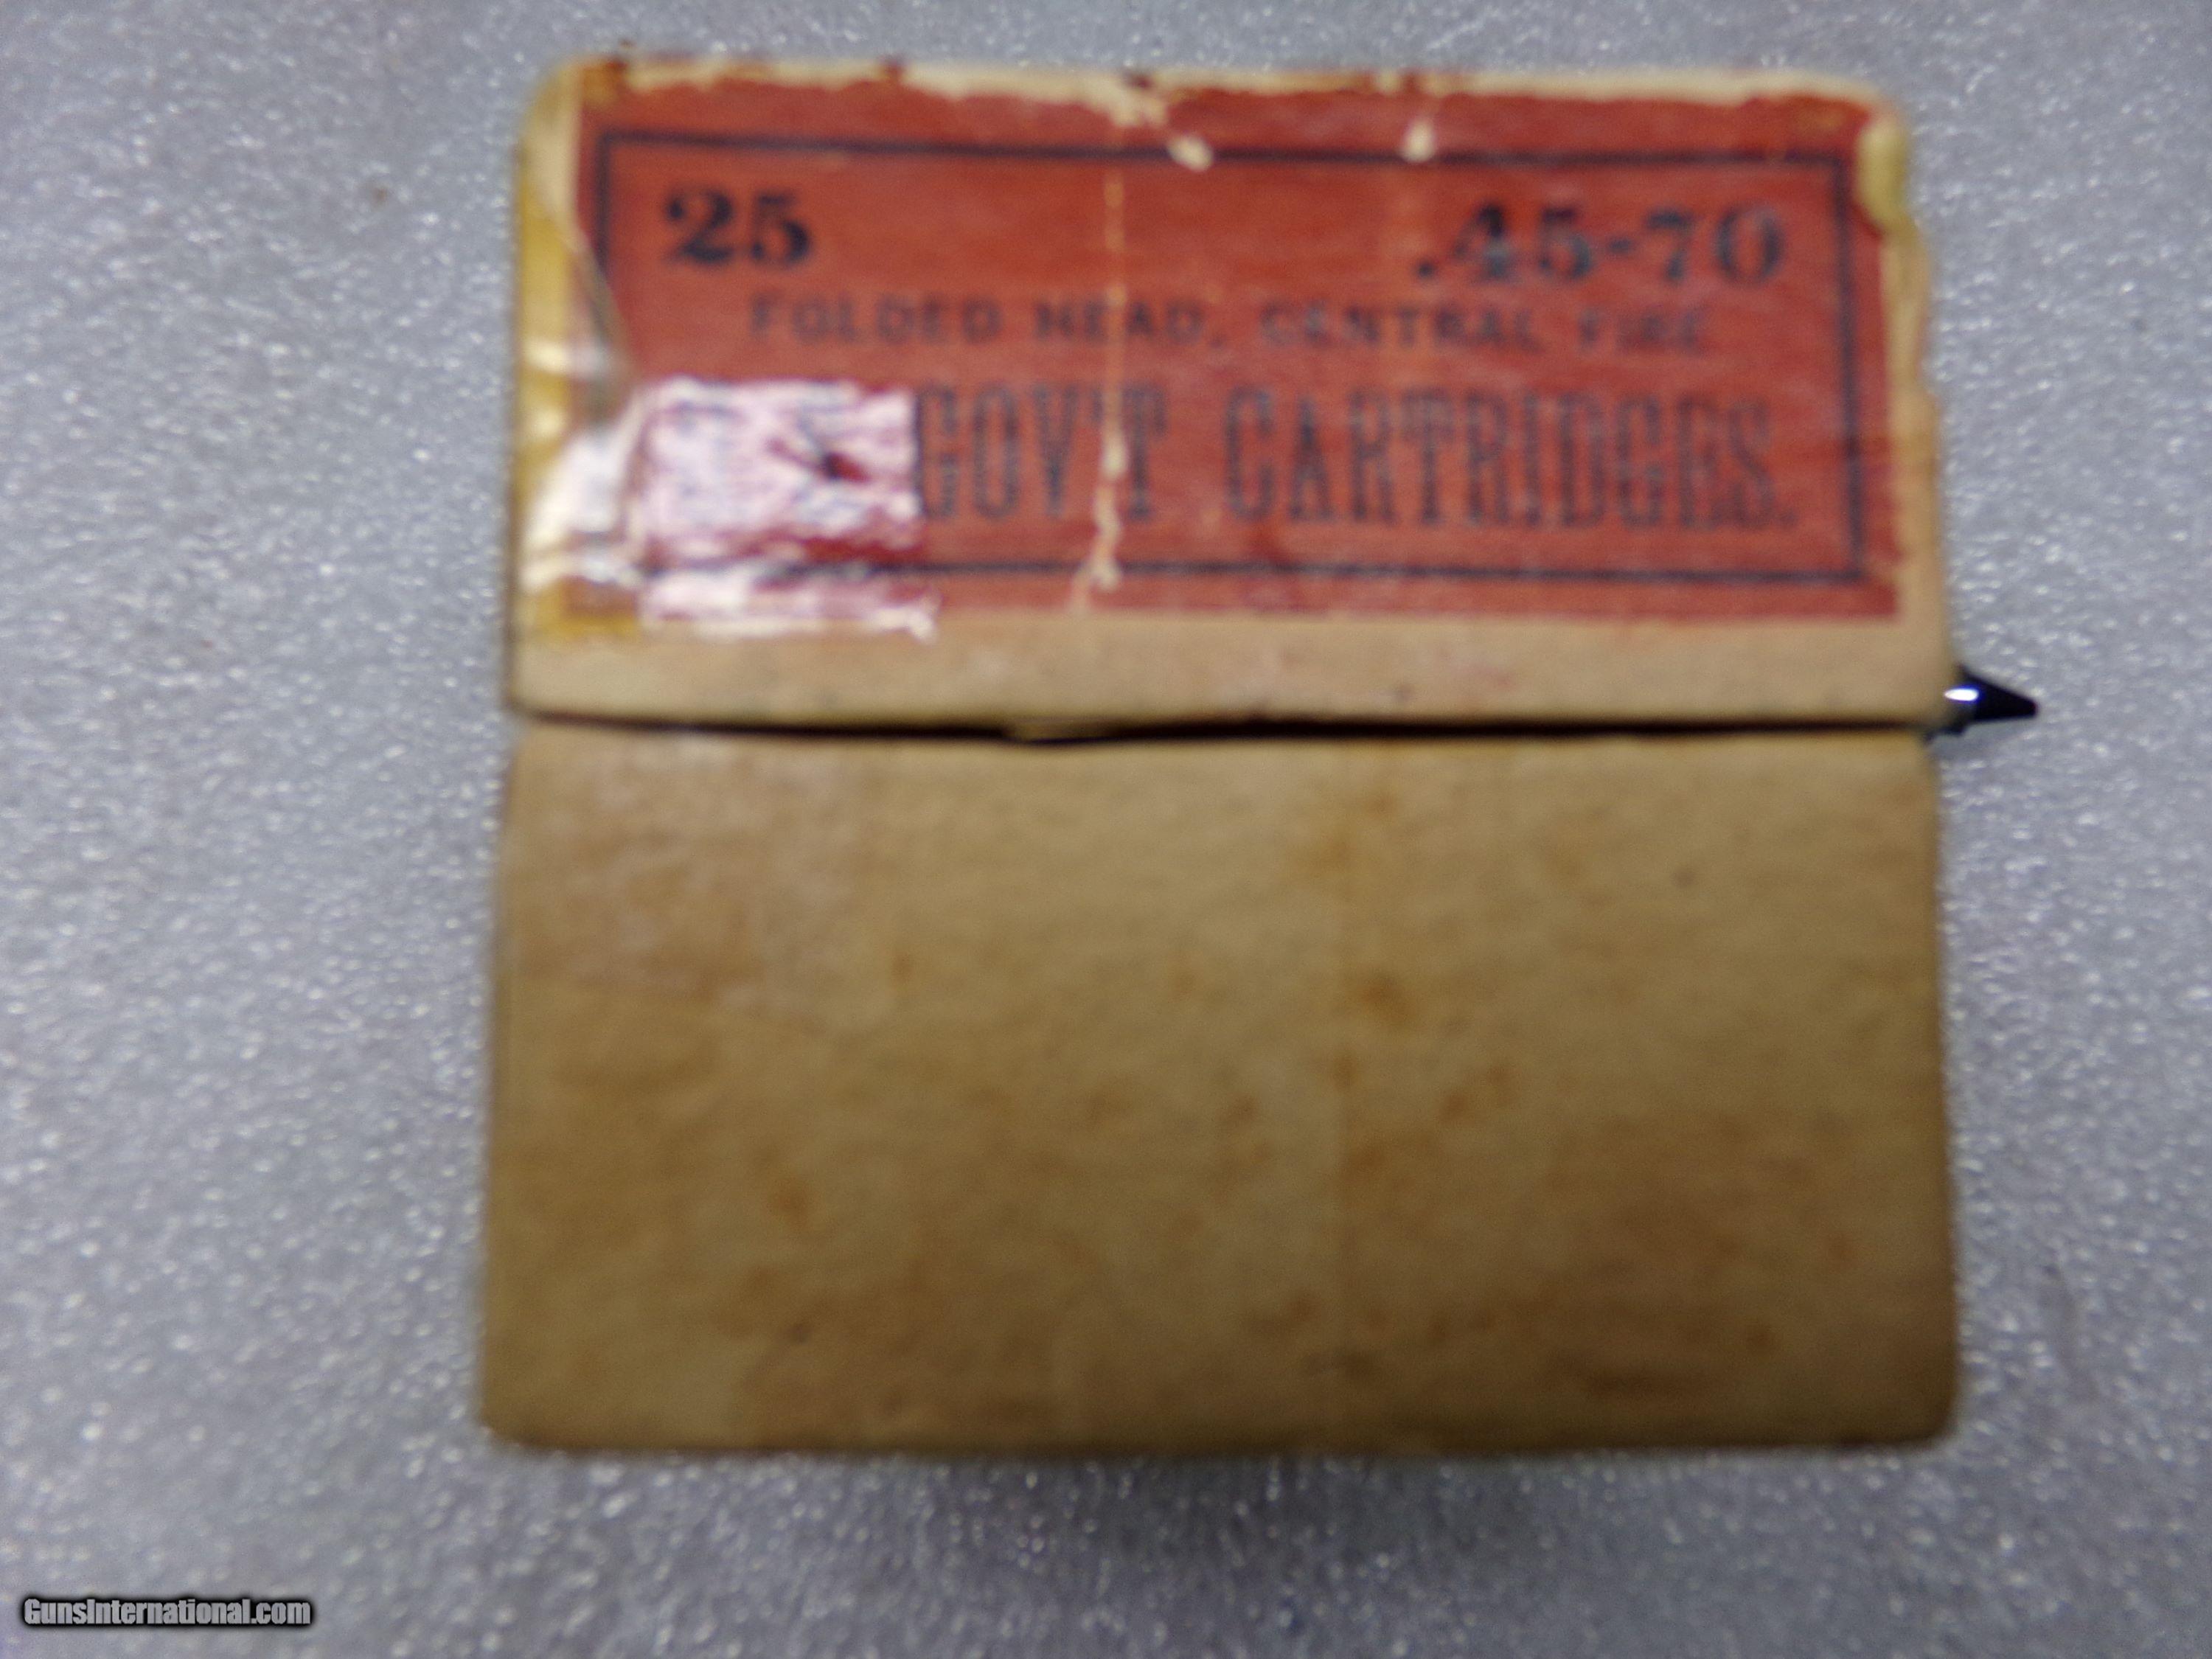 25 .45-70
FOLDED HEAD, CENTRAL FIRE
GOV'T CARTRIDGES.
GunsInternational.com